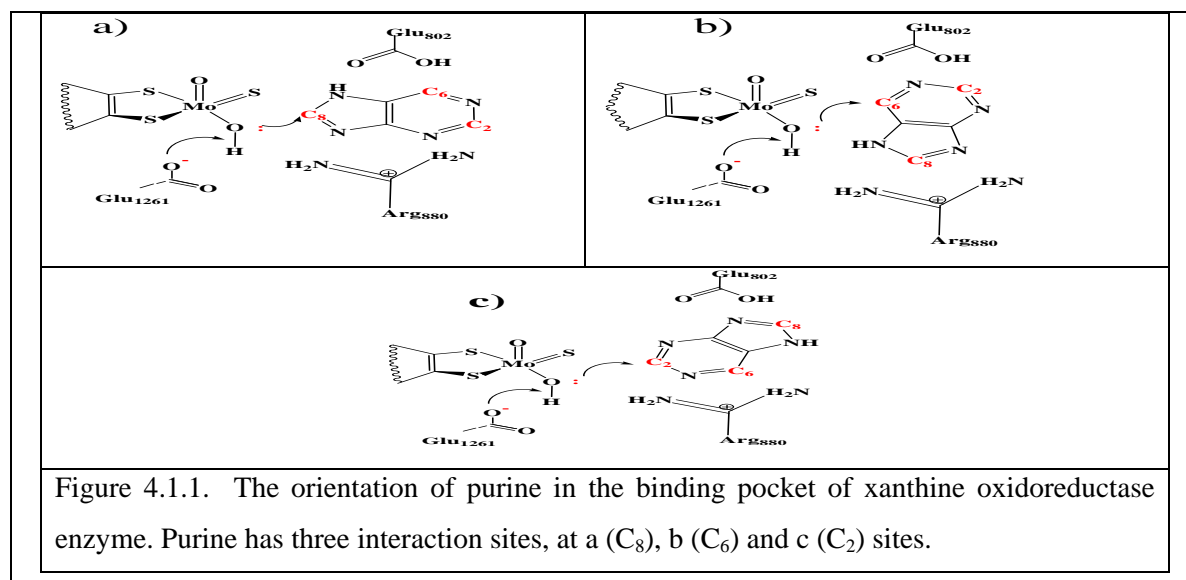 a)
Glu802
O OH
O
S S
Mo
S O
:
H
O-
O
Glu1261
H
N C6 N
C8 N N C2
H2N H2N
+
Arg880
b)
Glu802
O OH
O
S S
Mo
S O
:
H
O-
O
Glu1261
N C2
C6 N
HN N
C8
H2N H2N
+
Arg880
c)
Glu802
O OH
O
S S
Mo
S O
:
H
O-
O
Glu1261
N C8
N NH
C2 N C6
H2N H2N
+
Arg880
Figure 4.1.1. The orientation of purine in the binding pocket of xanthine oxidoreductase
enzyme. Purine has three interaction sites, at a (C8), b (C6) and c (C2) sites.